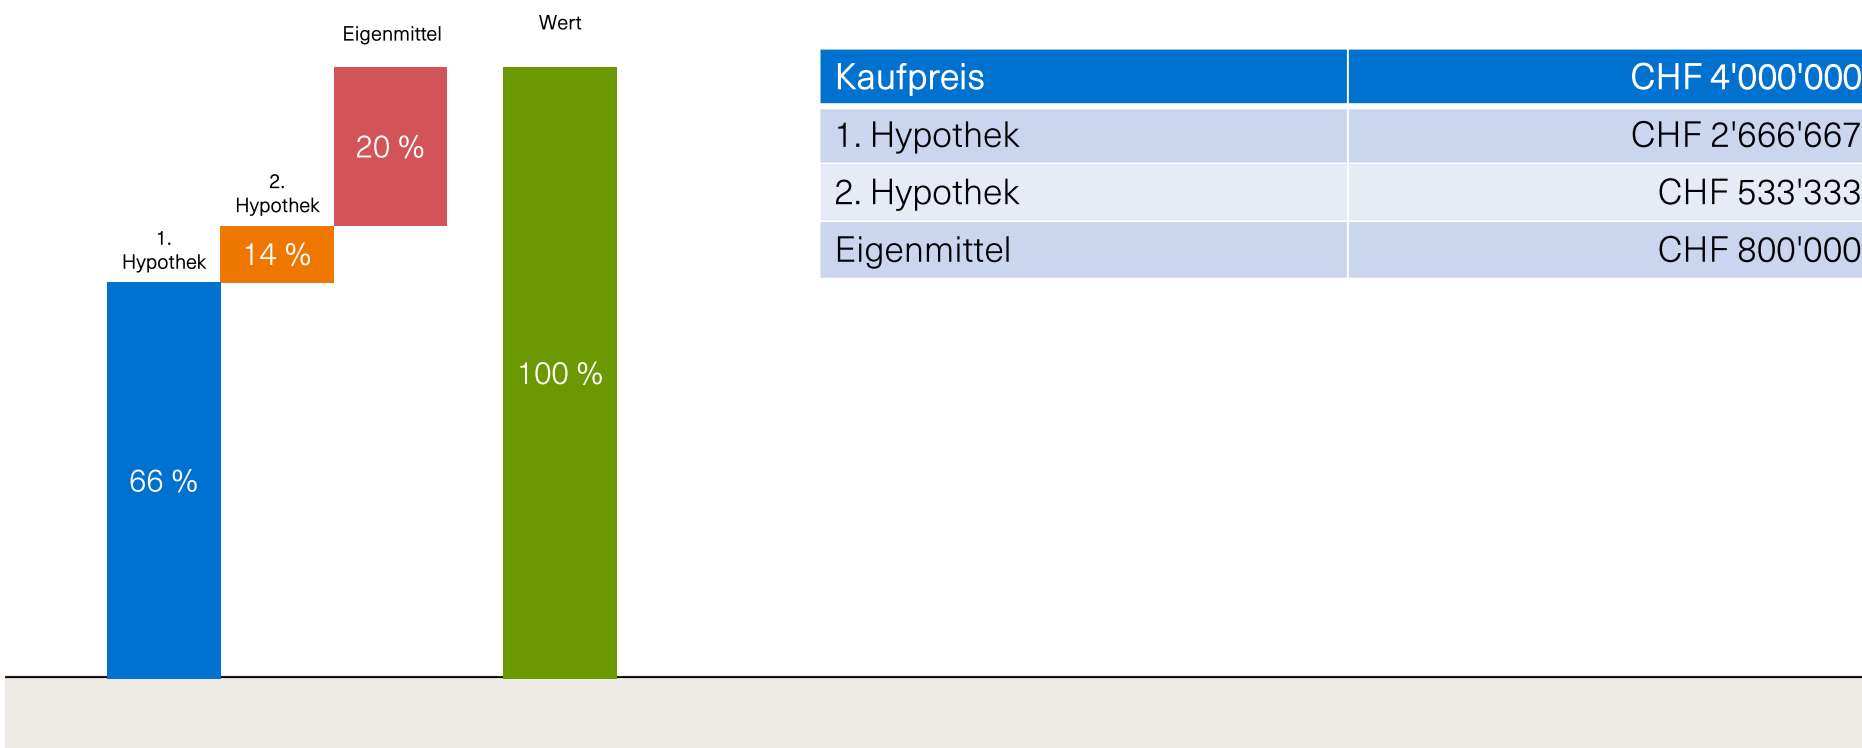 Eigenmittel
Wert
20 %
2.
Hypothek
14 %
1.
Hypothek
66 %
100 %
Kaufpreis CHF 4'000'000
1. Hypothek CHF 2'666'667
2. Hypothek CHF 533'333
Eigenmittel CHF 800'000